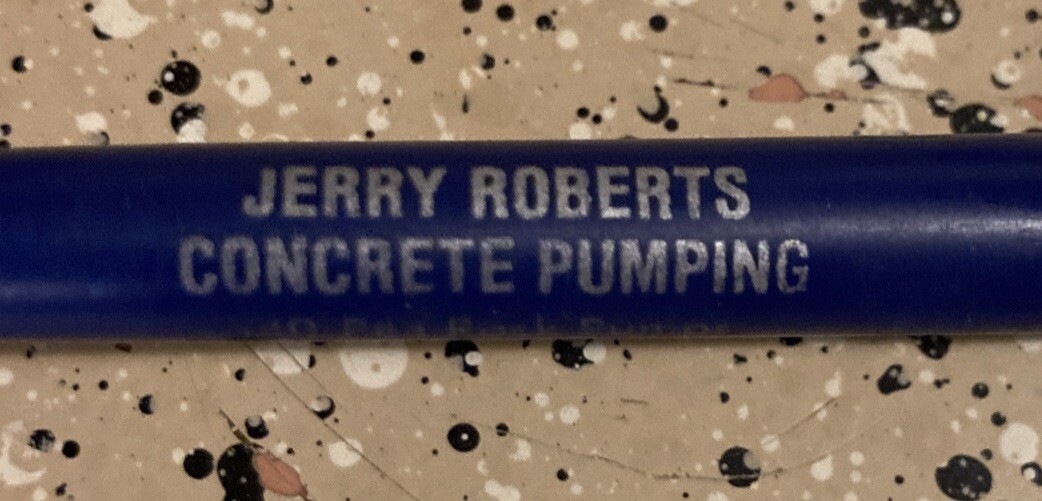 JERRY ROBERTS
CONCRETE PUMPING